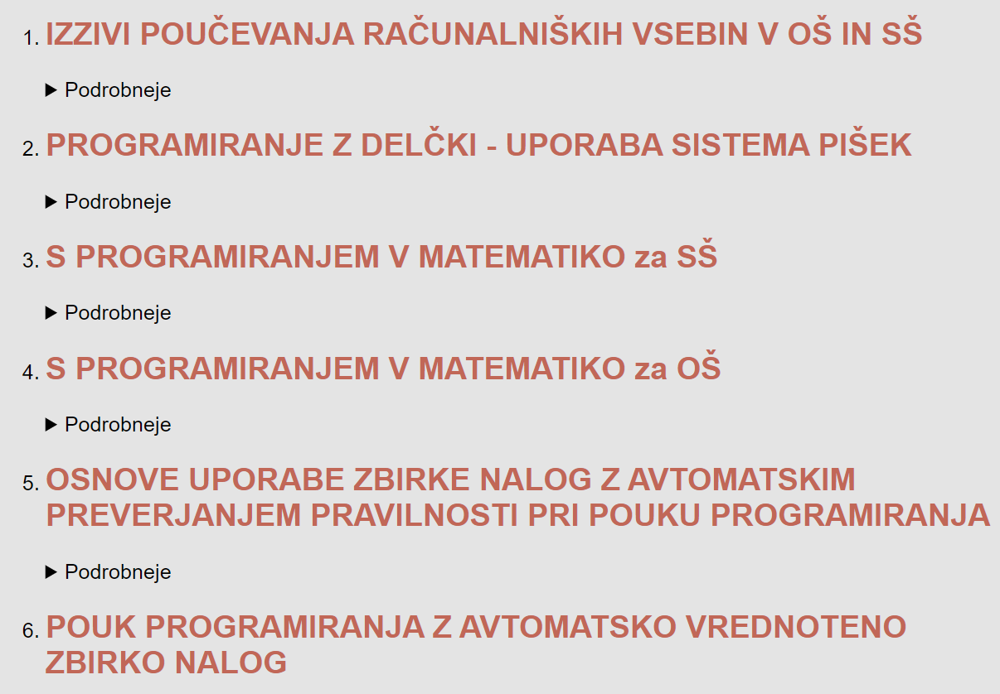 1. IZZIVI POUČEVANJA RAČUNALNIŠKIH VSEBIN V OŠ IN SŠ
▶ Podrobneje
2. PROGRAMIRANJE Z DELČKI - UPORABA SISTEMA PIŠEK
▶ Podrobneje
3. S PROGRAMIRANJEM V MATEMATIKO za SŠ
▶ Podrobneje
4. S PROGRAMIRANJEM V MATEMATIKO za OŠ
▶ Podrobneje
5. OSNOVE UPORABE ZBIRKE NALOG Z AVTOMATSKIM
PREVERJANJEM PRAVILNOSTI PRI POUKU PROGRAMIRANJA
▶ Podrobneje
6. POUK PROGRAMIRANJA Z AVTOMATSKO VREDNOTENO
ZBIRKO NALOG